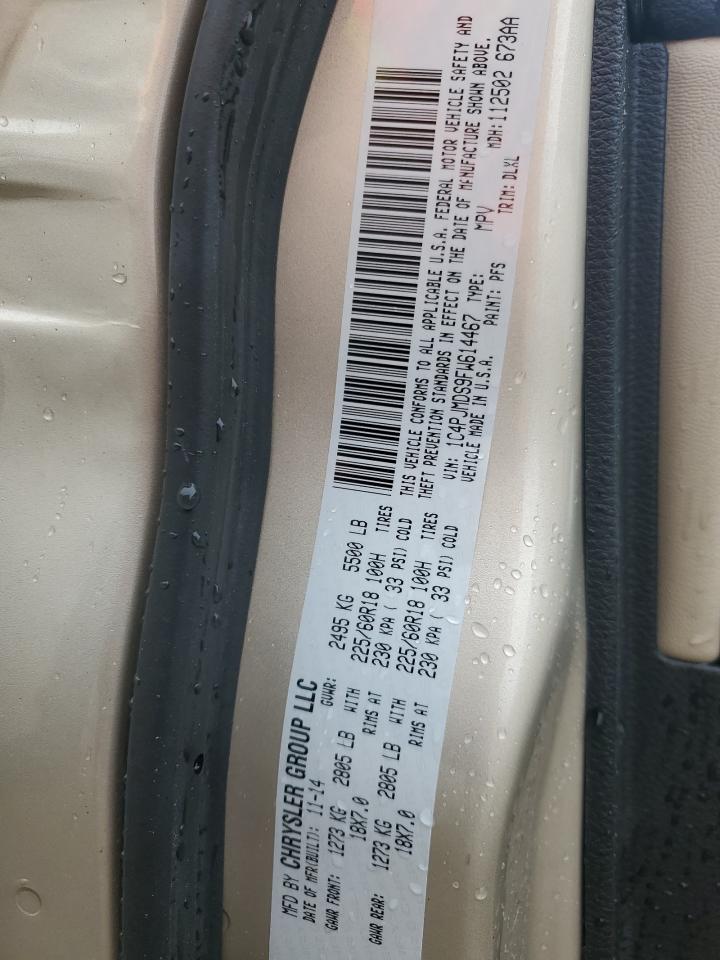 MFD BY CHRYSLER GROUP LLC
DATE OF MFR(BUILT): 11-14 GVWR: 2495 KG 5500 LB
GAWR FRONT: 1273 KG 2805 LB WITH 225/60R18 100H TIRES
18X7.0 RIMS AT 230 KPA ( 33 PSI) COLD
GAWR REAR: 1273 KG 2805 LB WITH 225/60R18 100H TIRES
18X7.0 RIMS AT 230 KPA ( 33 PSI) COLD
THIS VEHICLE CONFORMS TO ALL APPLICABLE U.S.A. FEDERAL MOTOR VEHICLE SAFETY AND
THEFT PREVENTION STANDARDS IN EFFECT ON THE DATE OF MANUFACTURE SHOWN ABOVE.
VIN: 1C4PJMDS9FW614467 TYPE: MPV MDH:112502 673AA
VEHICLE MADE IN U.S.A. PAINT: PFS TRIM: DLXL